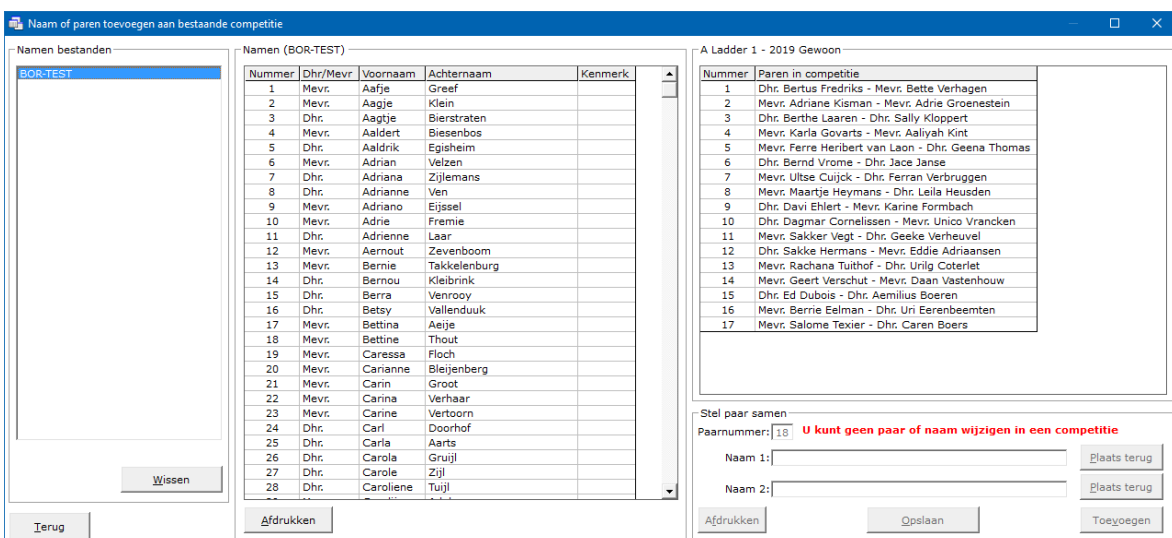 Naam of paren toevoegen aan bestaande competitie
Namen bestanden
BOR-TEST
Wissen
Terug
Namen (BOR-TEST)
Nummer Dhr/Mevr Voornaam Achternaam Kenmerk
1 Mevr. Aafje Greef
2 Mevr. Aagje Klein
3 Dhr. Aagtje Bierstraten
4 Mevr. Aaldert Biesenbos
5 Dhr. Aaldrik Egisheim
6 Mevr. Adrian Velzen
7 Dhr. Adriana Zijlemans
8 Dhr. Adrianne Ven
9 Mevr. Adriano Eijssel
10 Mevr. Adrie Fremie
11 Dhr. Adrienne Laar
12 Mevr. Aernout Zevenboom
13 Mevr. Bernie Takkelenburg
14 Dhr. Bernou Kleibrink
15 Dhr. Berra Venrooy
16 Dhr. Betsy Vallenduuk
17 Mevr. Bettina Aeije
18 Mevr. Bettine Thout
19 Mevr. Caressa Floch
20 Mevr. Carianne Bleijenberg
21 Mevr. Carin Groot
22 Mevr. Carina Verhaar
23 Mevr. Carine Vertoorn
24 Dhr. Carl Doorhof
25 Dhr. Carla Aarts
26 Dhr. Carola Gruijl
27 Dhr. Carole Zijl
28 Dhr. Caroliene Tuijl
Afdrukken
A Ladder 1 - 2019 Gewoon
Nummer Paren in competitie
1 Dhr. Bertus Fredriks - Mevr. Bette Verhagen
2 Mevr. Adriane Kisman - Mevr. Adrie Groenestein
3 Dhr. Berthe Laaren - Dhr. Sally Kloppert
4 Mevr. Karla Govarts - Mevr. Aaliyah Kint
5 Mevr. Ferre Heribert van Laon - Dhr. Geena Thomas
6 Dhr. Bernd Vrome - Dhr. Jace Janse
7 Mevr. Ultse Cuijck - Dhr. Ferran Verbruggen
8 Mevr. Maartje Heymans - Dhr. Leila Heusden
9 Dhr. Davi Ehlert - Mevr. Karine Formbach
10 Dhr. Dagmar Cornelissen - Mevr. Unico Vrancken
11 Mevr. Sakker Vegt - Dhr. Geeke Verheuvel
12 Dhr. Sakke Hermans - Mevr. Eddie Adriaansen
13 Mevr. Rachana Tuithof - Dhr. Urilg Coterlet
14 Mevr. Geert Verschut - Mevr. Daan Vastenhouw
15 Dhr. Ed Dubois - Dhr. Aemilius Boeren
16 Mevr. Berrie Eelman - Dhr. Uri Eerenbeemten
17 Mevr. Salome Texier - Dhr. Caren Boers
Stel paar samen
Paarnummer: 18 U kunt geen paar of naam wijzigen in een competitie
Naam 1: Plaats terug
Naam 2: Plaats terug
Afdrukken Opslaan Toevoegen